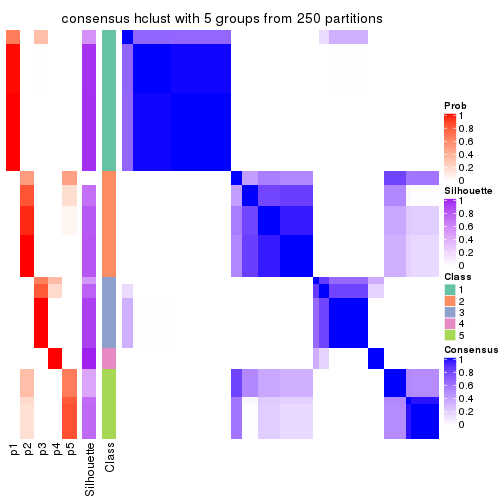 consensus hclust with 5 groups from 250 partitions
Prob
1
0.8
0.6
0.4
0.2
0
Silhouette
1
0.8
0.6
0.4
0.2
0
Class
1
2
3
4
5
Consensus
1
0.8
0.6
0.4
0.2
0
p1
p2
p3
p4
p5
Silhouette
Class